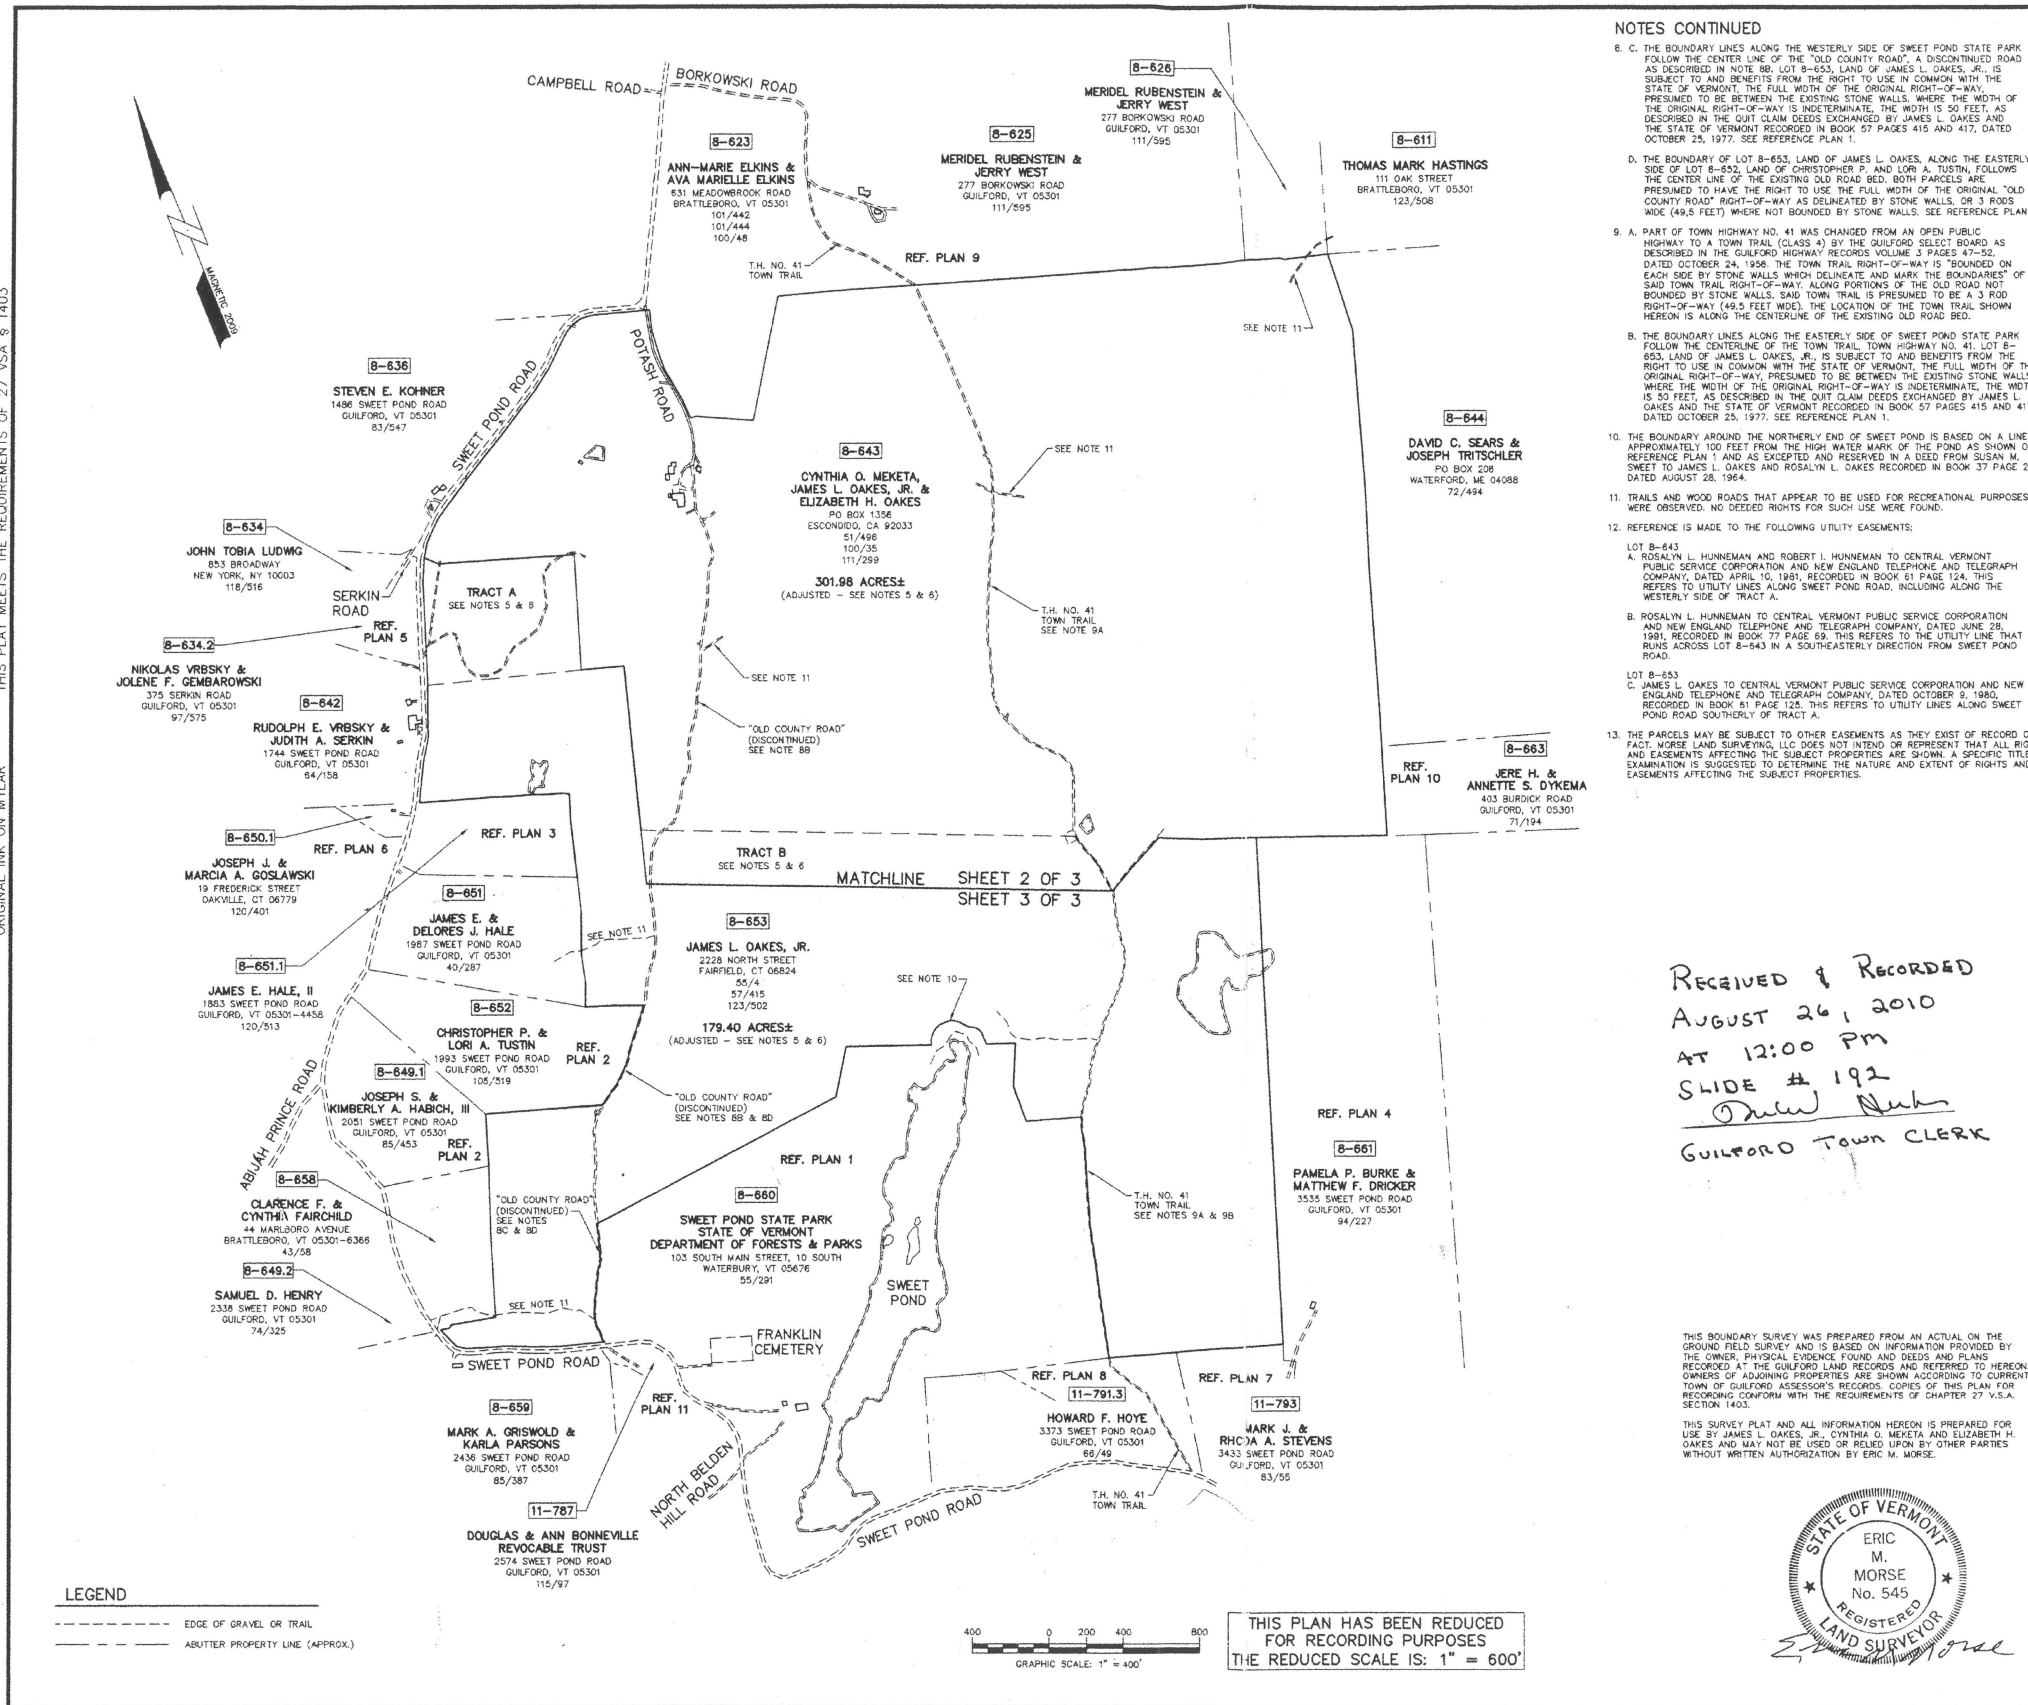 ORIGINAL INK ON MYLAR THIS PLAT MEETS THE REQUIREMENTS OF 27 VSA § 1403
MAGNETIC 2009
CAMPBELL ROAD
BORKOWSKI ROAD
8-623
ANN-MARIE ELKINS &
AVA MARIELLE ELKINS
631 MEADOWBROOK ROAD
BRATTLEBORO, VT 05301
101/442
101/444
100/48
T.H. NO. 41
TOWN TRAIL
8-625
MERIDEL RUBENSTEIN &
JERRY WEST
277 BORKOWSKI ROAD
GUILFORD, VT 05301
111/595
REF. PLAN 9
8-626
MERIDEL RUBENSTEIN &
JERRY WEST
277 BORKOWSKI ROAD
GUILFORD, VT 05301
111/595
8-611
THOMAS MARK HASTINGS
111 OAK STREET
BRATTLEBORO, VT 05301
123/508
SEE NOTE 11
8-636
STEVEN E. KOHNER
1486 SWEET POND ROAD
GUILFORD, VT 05301
83/547
SWEET POND ROAD
POTASH ROAD
8-643
CYNTHIA O. MEKETA,
JAMES L. OAKES, JR. &
ELIZABETH H. OAKES
PO BOX 1356
ESCONDIDO, CA 92033
51/496
100/35
111/299
301.98 ACRES±
(ADJUSTED - SEE NOTES 5 & 6)
SEE NOTE 11
8-644
DAVID C. SEARS &
JOSEPH TRITSCHLER
PO BOX 208
WATERFORD, ME 04088
72/494
8-634
JOHN TOBIA LUDWIG
853 BROADWAY
NEW YORK, NY 10003
118/516
SERKIN
ROAD
REF.
PLAN 5
TRACT A
SEE NOTES 5 & 6
T.H. NO. 41
TOWN TRAIL
SEE NOTE 9A
8-634.2
NIKOLAS VRBSKY &
JOLENE F. GEMBAROWSKI
375 SERKIN ROAD
GUILFORD, VT 05301
97/575
SEE NOTE 11
8-642
RUDOLPH E. VRBSKY &
JUDITH A. SERKIN
1744 SWEET POND ROAD
GUILFORD, VT 05301
64/158
"OLD COUNTY ROAD"
(DISCONTINUED)
SEE NOTE 8B
REF.
PLAN 10
8-663
JERE H. &
ANNETTE S. DYKEMA
403 BURDICK ROAD
GUILFORD, VT 05301
71/194
8-650.1
JOSEPH J. &
MARCIA A. GOSLAWSKI
19 FREDERICK STREET
OAKVILLE, CT 06779
120/401
REF. PLAN 6
REF. PLAN 3
TRACT B
SEE NOTES 5 & 6
MATCHLINE SHEET 2 OF 3
SHEET 3 OF 3
8-651
JAMES E. &
DELORES J. HALE
1987 SWEET POND ROAD
GUILFORD, VT 05301
40/287
SEE NOTE 11
8-653
JAMES L. OAKES, JR.
2228 NORTH STREET
FAIRFIELD, CT 06824
55/4
57/415
123/502
179.40 ACRES±
(ADJUSTED - SEE NOTES 5 & 6)
SEE NOTE 10
8-651.1
JAMES E. HALE, II
1883 SWEET POND ROAD
GUILFORD, VT 05301-4458
120/513
8-652
CHRISTOPHER P. &
LORI A. TUSTIN
1993 SWEET POND ROAD
GUILFORD, VT 05301
105/519
REF.
PLAN 2
ABIJAH PRINCE ROAD
8-649.1
JOSEPH S. &
KIMBERLY A. HABICH, III
2051 SWEET POND ROAD
GUILFORD, VT 05301
85/453
REF.
PLAN 2
"OLD COUNTY ROAD"
(DISCONTINUED)
SEE NOTES 8B & 8D
REF. PLAN 1
REF. PLAN 4
8-661
PAMELA P. BURKE &
MATTHEW F. DRICKER
3535 SWEET POND ROAD
GUILFORD, VT 05301
94/227
8-658
CLARENCE F. &
CYNTHIA FAIRCHILD
44 MARLBORO AVENUE
BRATTLEBORO, VT 05301-6366
43/58
"OLD COUNTY ROAD"
(DISCONTINUED)
SEE NOTES
8C & 8D
8-660
SWEET POND STATE PARK
STATE OF VERMONT
DEPARTMENT OF FORESTS & PARKS
103 SOUTH MAIN STREET, 10 SOUTH
WATERBURY, VT 05676
55/291
T.H. NO. 41
TOWN TRAIL
SEE NOTES 9A & 9B
8-649.2
SAMUEL D. HENRY
2338 SWEET POND ROAD
GUILFORD, VT 05301
74/325
SEE NOTE 11
SWEET
POND
FRANKLIN
CEMETERY
SWEET POND ROAD
REF.
PLAN 11
REF. PLAN 8
11-791.3
HOWARD F. HOYE
3373 SWEET POND ROAD
GUILFORD, VT 05301
66/49
REF. PLAN 7
11-793
MARK J. &
RHODA A. STEVENS
3433 SWEET POND ROAD
GUILFORD, VT 05301
83/55
8-659
MARK A. GRISWOLD &
KARLA PARSONS
2436 SWEET POND ROAD
GUILFORD, VT 05301
85/387
NORTH BELDEN
HILL ROAD
T.H. NO. 41
TOWN TRAIL
SWEET POND ROAD
11-787
DOUGLAS & ANN BONNEVILLE
REVOCABLE TRUST
2574 SWEET POND ROAD
GUILFORD, VT 05301
115/97
LEGEND
EDGE OF GRAVEL OR TRAIL
ABUTTER PROPERTY LINE (APPROX.)
400 0 200 400 800
GRAPHIC SCALE: 1" = 400'
THIS PLAN HAS BEEN REDUCED
FOR RECORDING PURPOSES
THE REDUCED SCALE IS: 1" = 600'
NOTES CONTINUED
8. C. THE BOUNDARY LINES ALONG THE WESTERLY SIDE OF SWEET POND STATE PARK
FOLLOW THE CENTER LINE OF THE "OLD COUNTY ROAD", A DISCONTINUED ROAD
AS DESCRIBED IN NOTE 8B. LOT 8-653, LAND OF JAMES L. OAKES, JR., IS
SUBJECT TO AND BENEFITS FROM THE RIGHT TO USE IN COMMON WITH THE
STATE OF VERMONT, THE FULL WIDTH OF THE ORIGINAL RIGHT-OF-WAY,
PRESUMED TO BE BETWEEN THE EXISTING STONE WALLS. WHERE THE WIDTH OF
THE ORIGINAL RIGHT-OF-WAY IS INDETERMINATE, THE WIDTH IS 50 FEET, AS
DESCRIBED IN THE QUIT CLAIM DEEDS EXCHANGED BY JAMES L. OAKES AND
THE STATE OF VERMONT RECORDED IN BOOK 57 PAGES 415 AND 417, DATED
OCTOBER 25, 1977. SEE REFERENCE PLAN 1.
D. THE BOUNDARY OF LOT 8-653, LAND OF JAMES L. OAKES, ALONG THE EASTERLY
SIDE OF LOT 8-652, LAND OF CHRISTOPHER P. AND LORI A. TUSTIN, FOLLOWS
THE CENTER LINE OF THE EXISTING OLD ROAD BED. BOTH PARCELS ARE
PRESUMED TO HAVE THE RIGHT TO USE THE FULL WIDTH OF THE ORIGINAL "OLD
COUNTY ROAD" RIGHT-OF-WAY AS DELINEATED BY STONE WALLS, OR 3 RODS
WIDE (49.5 FEET) WHERE NOT BOUNDED BY STONE WALLS. SEE REFERENCE PLAN
9. A. PART OF TOWN HIGHWAY NO. 41 WAS CHANGED FROM AN OPEN PUBLIC
HIGHWAY TO A TOWN TRAIL (CLASS 4) BY THE GUILFORD SELECT BOARD AS
DESCRIBED IN THE GUILFORD HIGHWAY RECORDS VOLUME 3 PAGES 47-52,
DATED OCTOBER 24, 1958. THE TOWN TRAIL RIGHT-OF-WAY IS "BOUNDED ON
EACH SIDE BY STONE WALLS WHICH DELINEATE AND MARK THE BOUNDARIES" OF
SAID TOWN TRAIL RIGHT-OF-WAY. ALONG PORTIONS OF THE OLD ROAD NOT
BOUNDED BY STONE WALLS, SAID TOWN TRAIL IS PRESUMED TO BE A 3 ROD
RIGHT-OF-WAY (49.5 FEET WIDE). THE LOCATION OF THE TOWN TRAIL SHOWN
HEREON IS ALONG THE CENTERLINE OF THE EXISTING OLD ROAD BED.
B. THE BOUNDARY LINES ALONG THE EASTERLY SIDE OF SWEET POND STATE PARK
FOLLOW THE CENTERLINE OF THE TOWN TRAIL, TOWN HIGHWAY NO. 41. LOT 8-
653, LAND OF JAMES L. OAKES, JR., IS SUBJECT TO AND BENEFITS FROM THE
RIGHT TO USE IN COMMON WITH THE STATE OF VERMONT, THE FULL WIDTH OF TH
ORIGINAL RIGHT-OF-WAY, PRESUMED TO BE BETWEEN THE EXISTING STONE WALLS
WHERE THE WIDTH OF THE ORIGINAL RIGHT-OF-WAY IS INDETERMINATE, THE WIDT
IS 50 FEET, AS DESCRIBED IN THE QUIT CLAIM DEEDS EXCHANGED BY JAMES L.
OAKES AND THE STATE OF VERMONT RECORDED IN BOOK 57 PAGES 415 AND 41
DATED OCTOBER 25, 1977. SEE REFERENCE PLAN 1.
10. THE BOUNDARY AROUND THE NORTHERLY END OF SWEET POND IS BASED ON A LINE
APPROXIMATELY 100 FEET FROM THE HIGH WATER MARK OF THE POND AS SHOWN O
REFERENCE PLAN 1 AND AS EXCEPTED AND RESERVED IN A DEED FROM SUSAN M.
SWEET TO JAMES L. OAKES AND ROSALYN L. OAKES RECORDED IN BOOK 37 PAGE 2
DATED AUGUST 28, 1964.
11. TRAILS AND WOOD ROADS THAT APPEAR TO BE USED FOR RECREATIONAL PURPOSES
WERE OBSERVED. NO DEEDED RIGHTS FOR SUCH USE WERE FOUND.
12. REFERENCE IS MADE TO THE FOLLOWING UTILITY EASEMENTS;
LOT 8-643
A. ROSALYN L. HUNNEMAN AND ROBERT I. HUNNEMAN TO CENTRAL VERMONT
PUBLIC SERVICE CORPORATION AND NEW ENGLAND TELEPHONE AND TELEGRAPH
COMPANY, DATED APRIL 10, 1981, RECORDED IN BOOK 61 PAGE 124. THIS
REFERS TO UTILITY LINES ALONG SWEET POND ROAD, INCLUDING ALONG THE
WESTERLY SIDE OF TRACT A.
B. ROSALYN L. HUNNEMAN TO CENTRAL VERMONT PUBLIC SERVICE CORPORATION
AND NEW ENGLAND TELEPHONE AND TELEGRAPH COMPANY, DATED JUNE 28,
1991, RECORDED IN BOOK 77 PAGE 69. THIS REFERS TO THE UTILITY LINE THAT
RUNS ACROSS LOT 8-643 IN A SOUTHEASTERLY DIRECTION FROM SWEET POND
ROAD.
LOT 8-653
C. JAMES L. OAKES TO CENTRAL VERMONT PUBLIC SERVICE CORPORATION AND NEW
ENGLAND TELEPHONE AND TELEGRAPH COMPANY, DATED OCTOBER 9, 1980,
RECORDED IN BOOK 61 PAGE 125. THIS REFERS TO UTILITY LINES ALONG SWEET
POND ROAD SOUTHERLY OF TRACT A.
13. THE PARCELS MAY BE SUBJECT TO OTHER EASEMENTS AS THEY EXIST OF RECORD O
FACT. MORSE LAND SURVEYING, LLC DOES NOT INTEND OR REPRESENT THAT ALL RIG
AND EASEMENTS AFFECTING THE SUBJECT PROPERTIES ARE SHOWN. A SPECIFIC TITLE
EXAMINATION IS SUGGESTED TO DETERMINE THE NATURE AND EXTENT OF RIGHTS AND
EASEMENTS AFFECTING THE SUBJECT PROPERTIES.
RECEIVED & RECORDED
AUGUST 26, 2010
AT 12:00 PM
SLIDE # 192
GUILFORD TOWN CLERK
THIS BOUNDARY SURVEY WAS PREPARED FROM AN ACTUAL ON THE
GROUND FIELD SURVEY AND IS BASED ON INFORMATION PROVIDED BY
THE OWNER, PHYSICAL EVIDENCE FOUND AND DEEDS AND PLANS
RECORDED AT THE GUILFORD LAND RECORDS AND REFERRED TO HEREON.
OWNERS OF ADJOINING PROPERTIES ARE SHOWN ACCORDING TO CURRENT
TOWN OF GUILFORD ASSESSOR'S RECORDS. COPIES OF THIS PLAN FOR
RECORDING CONFORM WITH THE REQUIREMENTS OF CHAPTER 27 V.S.A.
SECTION 1403.
THIS SURVEY PLAT AND ALL INFORMATION HEREON IS PREPARED FOR
USE BY JAMES L. OAKES, JR., CYNTHIA O. MEKETA AND ELIZABETH H.
OAKES AND MAY NOT BE USED OR RELIED UPON BY OTHER PARTIES
WITHOUT WRITTEN AUTHORIZATION BY ERIC M. MORSE.
STATE OF VERMONT
ERIC
M.
MORSE
No. 545
REGISTERED
LAND SURVEYOR
Eric M Morse